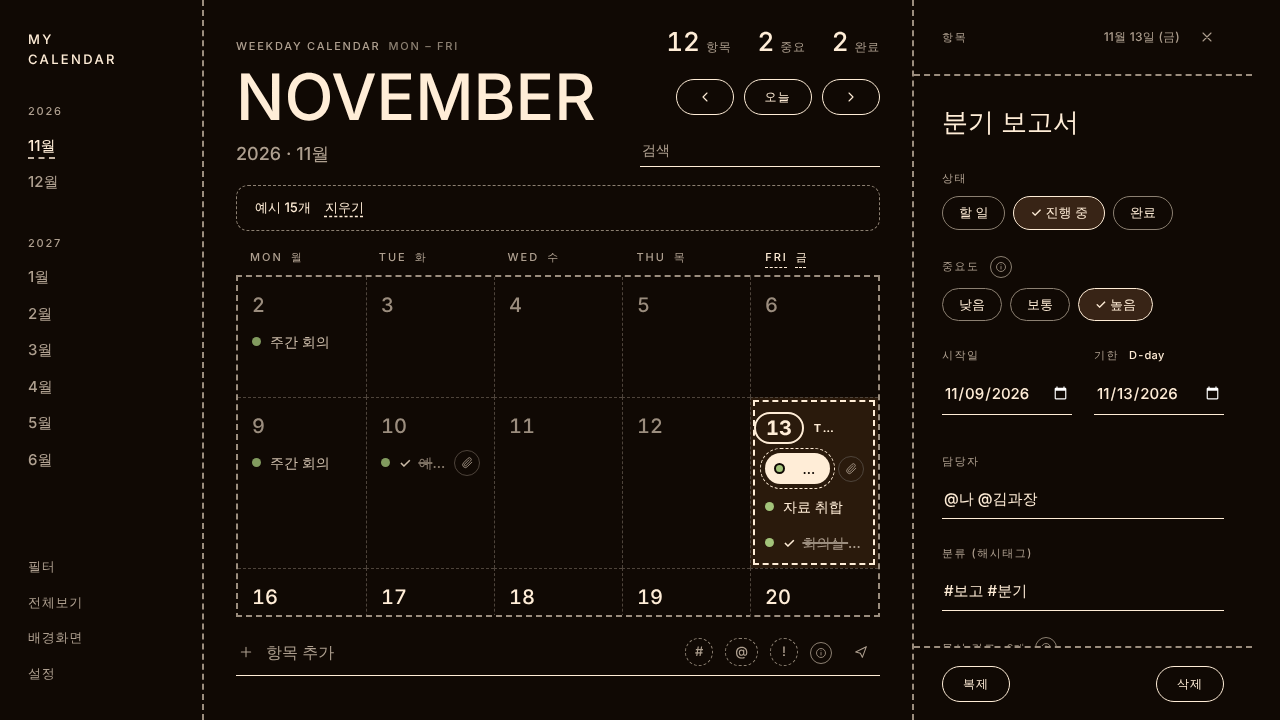 MY
CALENDAR
2026
11월
12월
2027
1월
2월
3월
4월
5월
6월
필터
전체보기
배경화면
설정
WEEKDAY CALENDAR MON – FRI
12 항목 2 중요 2 완료
NOVEMBER
오늘
2026 · 11월
검색
예시 15개 지우기
MON 월 TUE 화 WED 수 THU 목 FRI 금
2 3 4 5 6
주간 회의
9 10 11 12 13 T…
주간 회의
예…
…
자료 취합
회의실 …
16 17 18 19 20
항목 추가
# @ !
항목 11월 13일 (금)
분기 보고서
상태
할 일 진행 중 완료
중요도
낮음 보통 높음
시작일 기한 D-day
11/09/2026 11/13/2026
담당자
@나 @김과장
분류 (해시태그)
#보고 #분기
복제 삭제